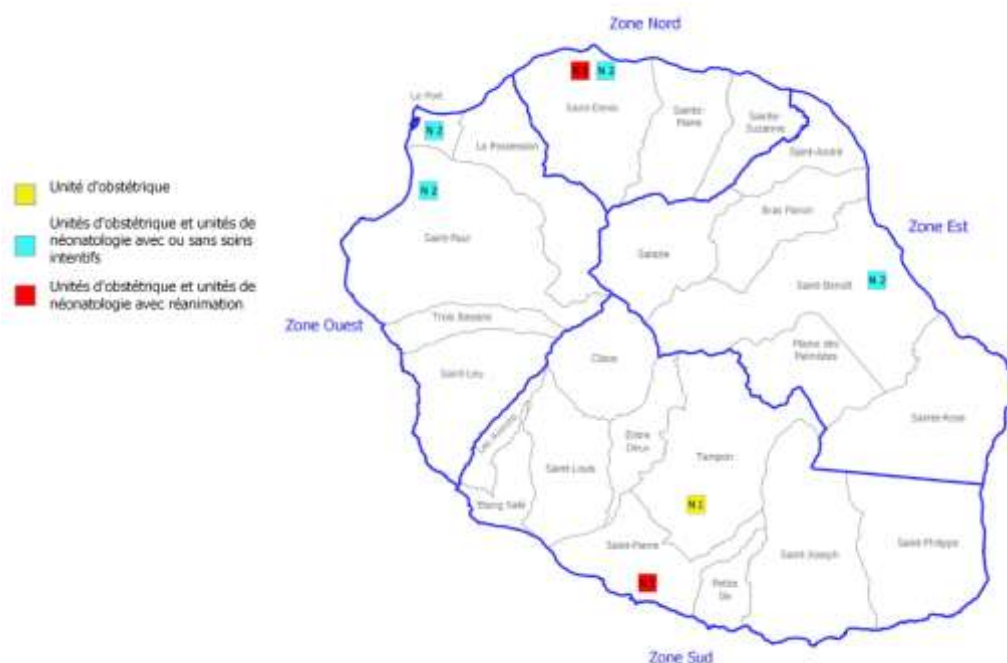 Zone Nord
N 2
Saint-Denis
Sainte-
Marie
Sainte-
Suzanne
Le Port
N 2
La Possession
Saint-André
Unité d'obstétrique
N 2
Bras Panon
Unités d'obstétrique et unités de
néonatologie avec ou sans soins
intentifs
Zone Est
Saint-Paul
Salazie
Saint-Benoît
N 2
Unités d'obstétrique et unités de
néonatologie avec réanimation
Zone Ouest
Trois Bassins
Plaine des
Palmistes
Cilaos
Saint-Leu
Sainte-Rose
Les Avirons
Entre
Deux
Tampon
Saint-Louis
Etang Salé
N 1
Saint-Pierre
Saint-Joseph
Saint-Philippe
Petite
Ile
Zone Sud